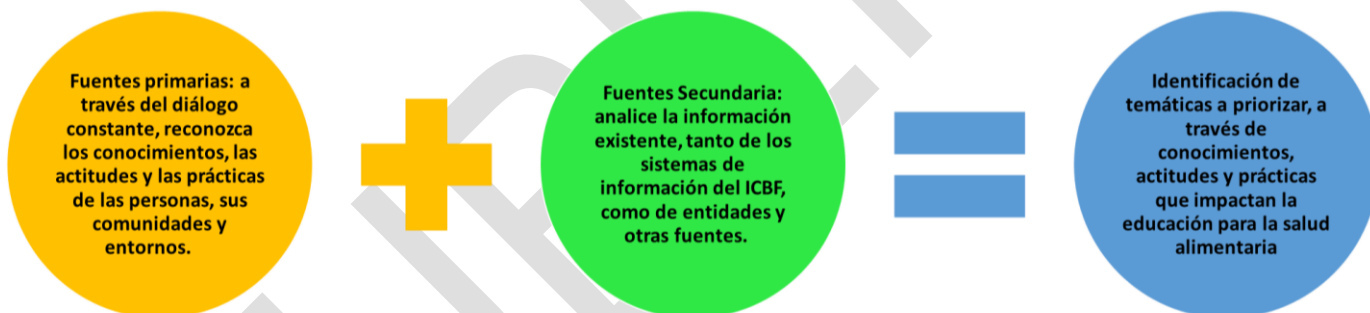 Fuentes primarias: a
través del diálogo
constante, reconozca
los conocimientos, las
actitudes y las prácticas
de las personas, sus
comunidades y
entornos.
Fuentes Secundaria:
analice la información
existente, tanto de los
sistemas de
información del ICBF,
como de entidades y
otras fuentes.
Identificación de
temáticas a priorizar, a
través de
conocimientos,
actitudes y prácticas
que impactan la
educación para la salud
alimentaria